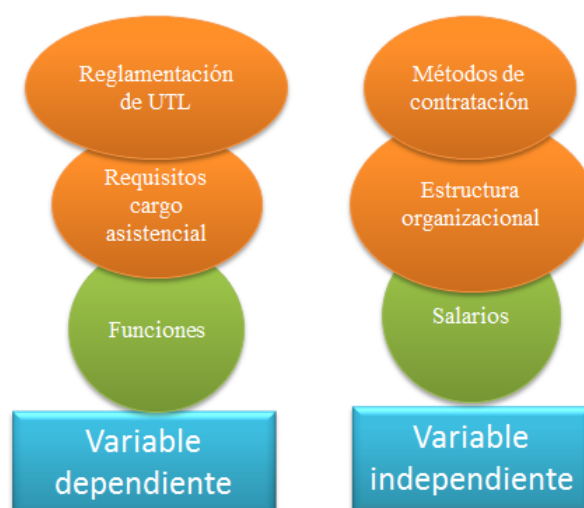 Reglamentación
de UTL
Requisitos
cargo
asistencial
Funciones
Variable
dependiente
Métodos de
contratación
Estructura
organizacional
Salarios
Variable
independiente